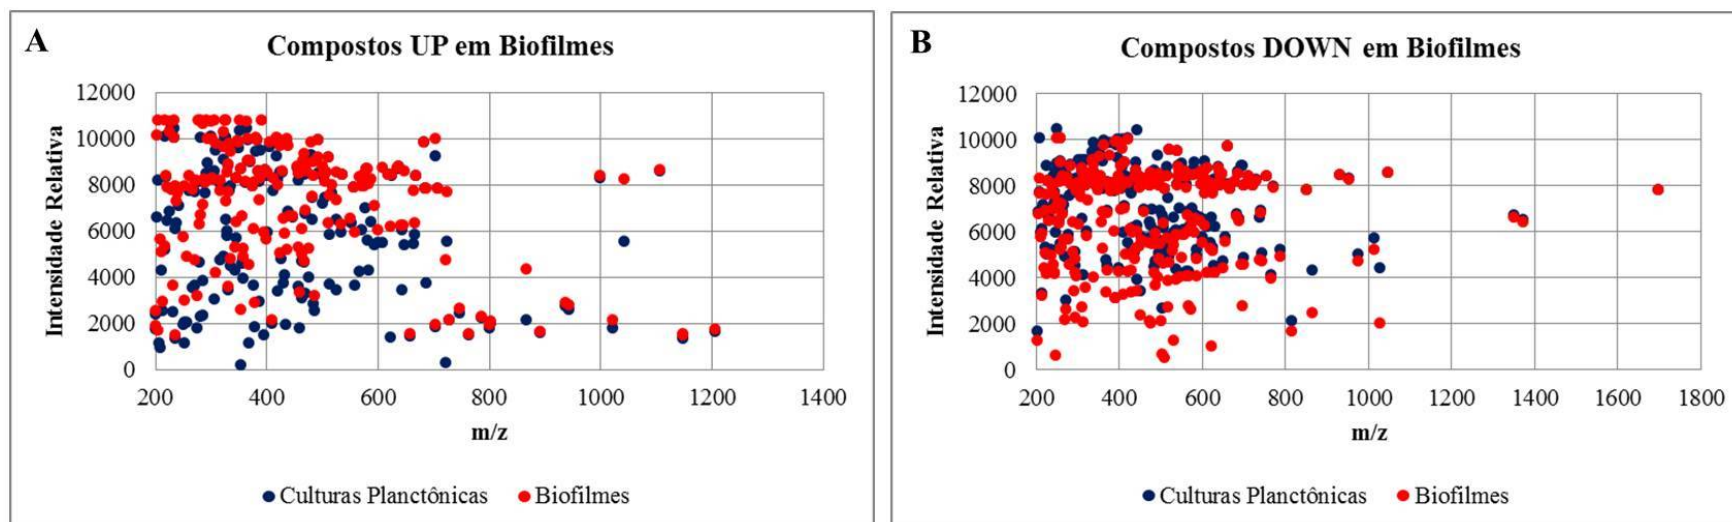 A
Compostos UP em Biofilmes
Intensidade Relativa
12000
10000
8000
6000
4000
2000
0
200 400 600 800 1000 1200 1400
m/z
Culturas Planctônicas Biofilmes
B
Compostos DOWN em Biofilmes
Intensidade Relativa
12000
10000
8000
6000
4000
2000
0
200 400 600 800 1000 1200 1400 1600 1800
m/z
Culturas Planctônicas Biofilmes